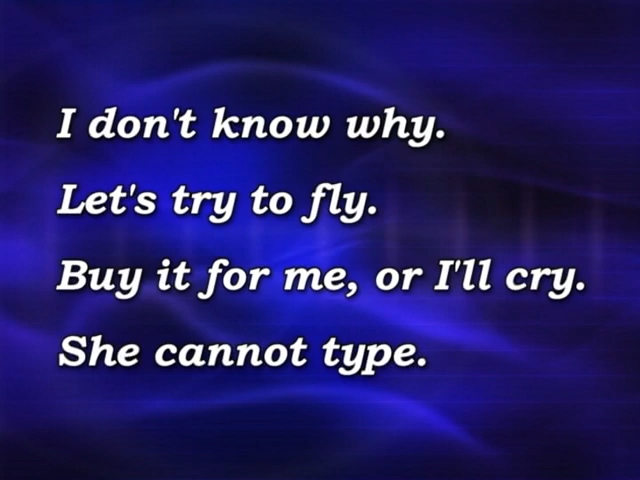 I don't know why.
Let's try to fly.
Buy it for me, or I'll cry.
She cannot type.